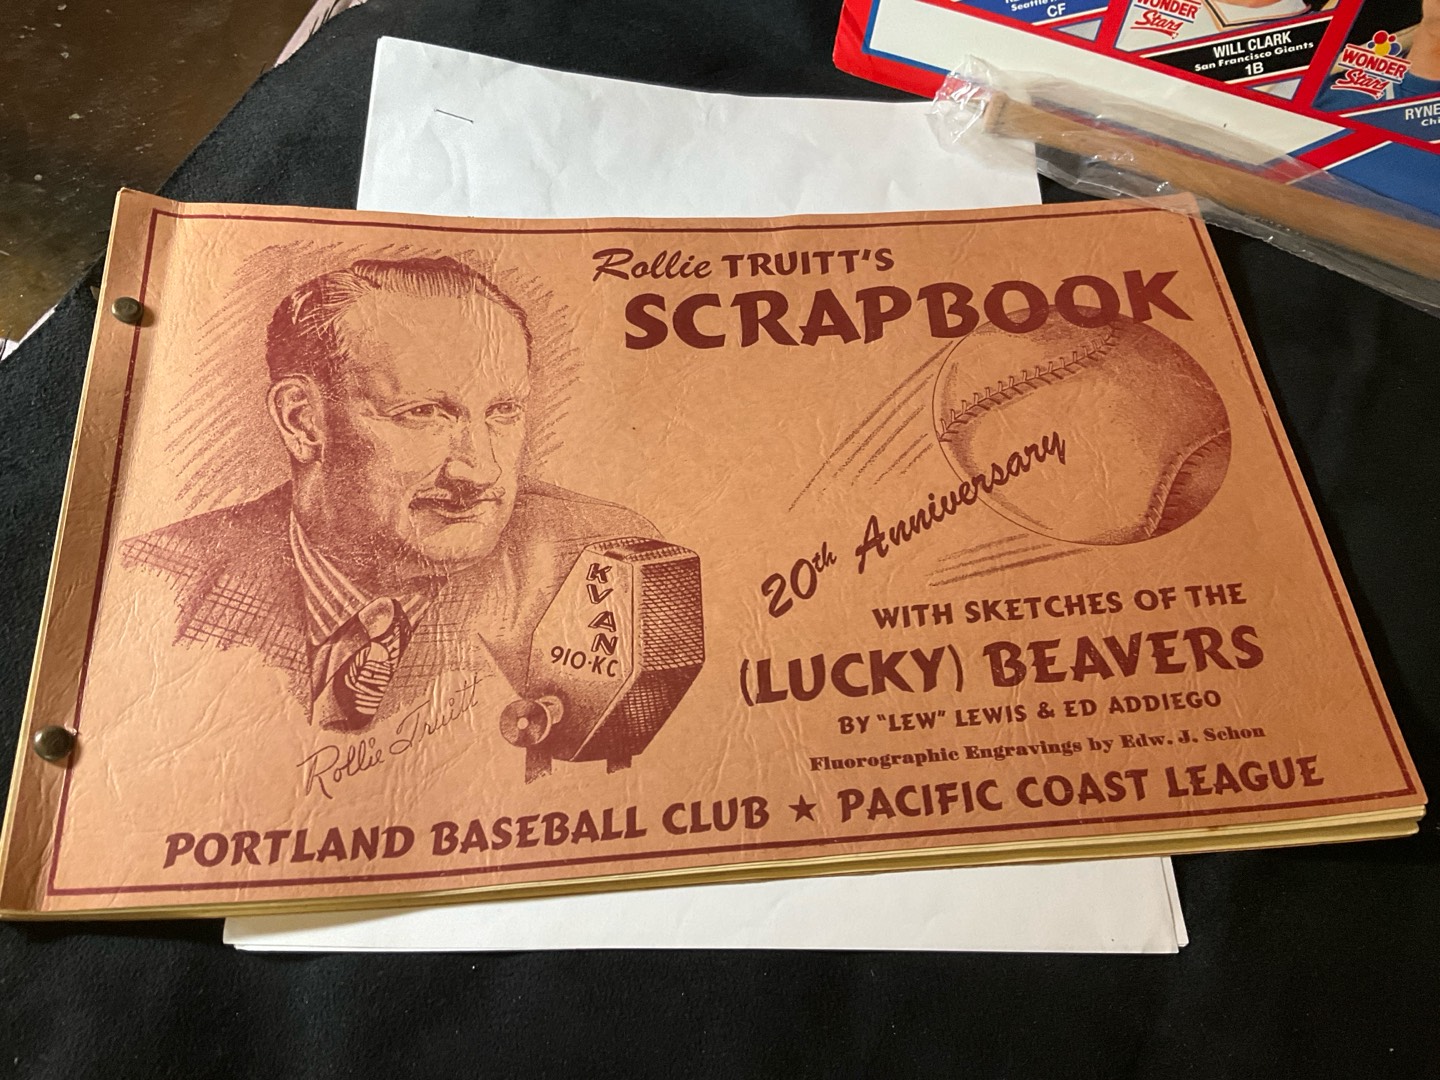 Seattle
CF
WONDER
Stars
WILL CLARK
San Francisco Giants
1B
WONDER
Stars
RYNE
Rollie TRUITT'S
SCRAPBOOK
20th Anniversary
WITH SKETCHES OF THE
(LUCKY) BEAVERS
BY "LEW" LEWIS & ED ADDIEGO
Fluorographic Engravings by Edw. J. Schon
KVAN
910·KC
Rollie Truitt
PORTLAND BASEBALL CLUB ★ PACIFIC COAST LEAGUE